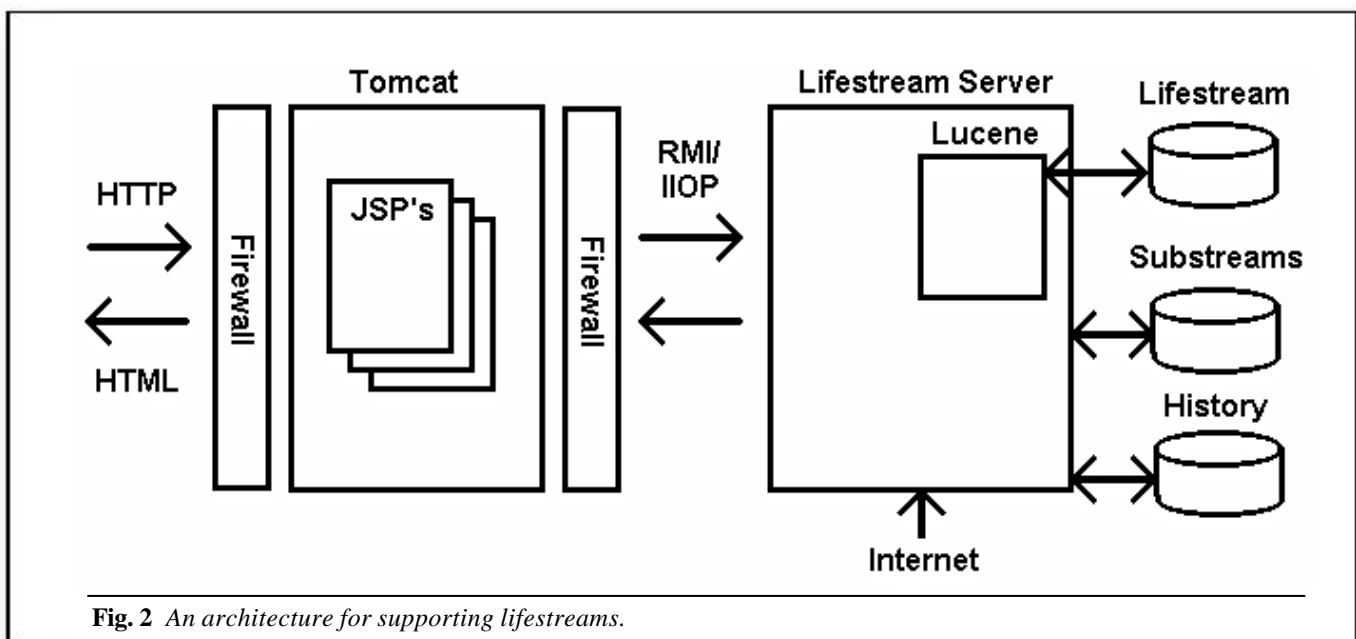 Tomcat
Lifestream Server
Lifestream
Lucene
HTTP
HTML
Firewall
JSP's
Firewall
RMI/
IIOP
Substreams
History
Internet
Fig. 2 An architecture for supporting lifestreams.